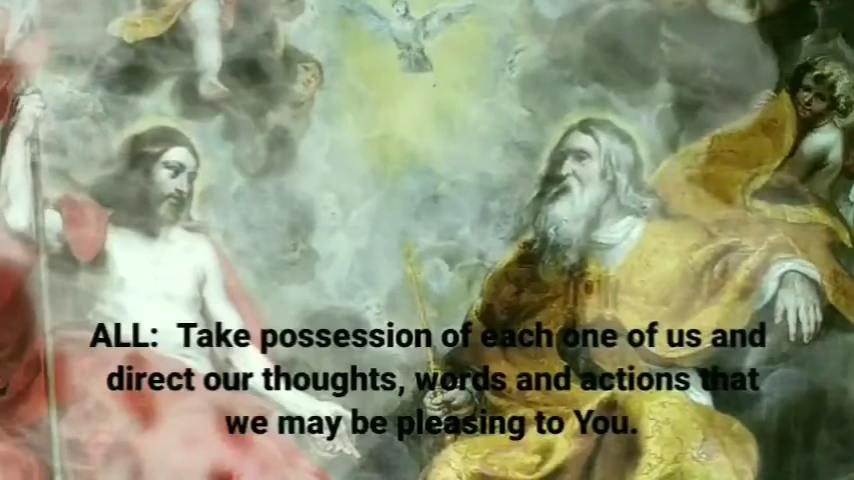 ALL: Take possession of each one of us and
direct our thoughts, words and actions that
we may be pleasing to You.